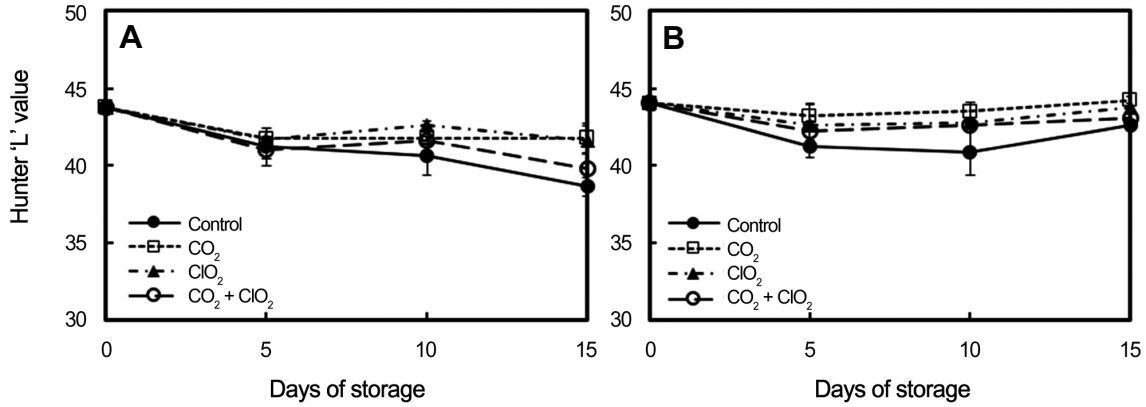 A
B
Hunter ‘L’ value
50
45
40
35
30
0
5
10
15
Days of storage
Control
CO₂
ClO₂
CO₂ + ClO₂
50
45
40
35
30
0
5
10
15
Days of storage
Control
CO₂
ClO₂
CO₂ + ClO₂